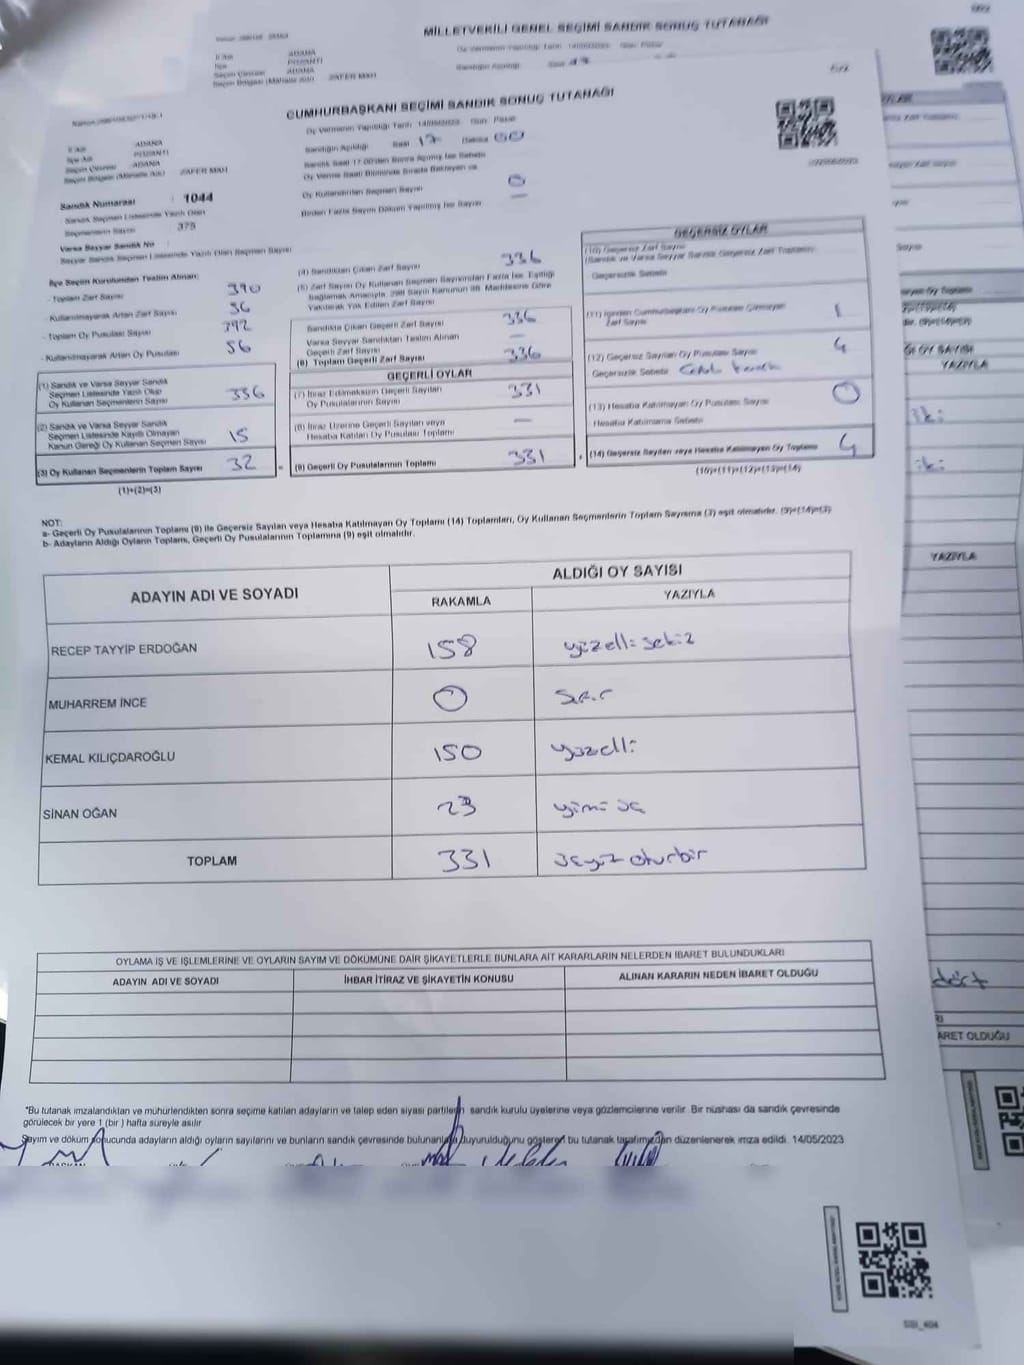 MİLLETVEKİLİ GENEL SEÇİMİ SANDIK SONUÇ TUTANAĞI
ADANA
POZANTI
ADANA
ZAFER MAH
CUMHURBAŞKANI SEÇİMİ SANDIK SONUÇ TUTANAĞI
Oy Vermenin Yapıldığı Tarih 14/05/2023 Gün Pazar
Sandığın Açıldığı Saat 17 Dakika 00
İli Adı ADANA
İlçe Adı POZANTI
Seçim Çevresi ADANA
Seçim Bölgesi (Mahalle /Köy) ZAFER MAH
Sandık Saat 17.00'den Sonra Açılmış İse Sebebi
Oy Verme Saati Bitiminde Sırada Bekleyen ve
Oy Kullandırılan Seçmen Sayısı 0
Birden Fazla Sayım Döküm Yapılmış İse Sayısı —
Sandık Numarası : 1044
Sandık Seçmen Listesinde Yazılı Olan
Seçmenlerin Sayısı 375
Varsa Seyyar Sandık No :
Seyyar Sandık Seçmen Listesinde Yazılı Olan Seçmen Sayısı
İlçe Seçim Kurulundan Teslim Alınan:
- Toplam Zarf Sayısı 390
- Kullanılmayarak Artan Zarf Sayısı 56
- Toplam Oy Pusulası Sayısı 392
- Kullanılmayarak Artan Oy Pusulası 56
(1) Sandık ve Varsa Seyyar Sandık
Seçmen Listesinde Yazılı Olup
Oy Kullanan Seçmenlerin Sayısı 336
(2) Sandık ve Varsa Seyyar Sandık
Seçmen Listesinde Kayıtlı Olmayan
Kanun Gereği Oy Kullanan Seçmen Sayısı 15
(3) Oy Kullanan Seçmenlerin Toplam Sayısı 32
(1)+(2)=(3)
(4) Sandıktan Çıkan Zarf Sayısı 336
(5) Zarf Sayısı Oy Kullanan Seçmen Sayısından Fazla İse, Eşitliği
Sağlamak Amacıyla, 298 Sayılı Kanunun 98. Maddesine Göre
Yakılarak Yok Edilen Zarf Sayısı
Sandıkta Çıkan Geçerli Zarf Sayısı 336
Varsa Seyyar Sandıktan Teslim Alınan
Geçerli Zarf Sayısı —
(6) Toplam Geçerli Zarf Sayısı 336
GEÇERLİ OYLAR
(7) İtiraz Edilmeksizin Geçerli Sayılan
Oy Pusulalarının Sayısı 331
(8) İtiraz Üzerine Geçerli Sayılan veya
Hesaba Katılan Oy Pusulası Toplamı —
(9) Geçerli Oy Pusulalarının Toplamı 331
GEÇERSİZ OYLAR
(10) Geçersiz Zarf Sayısı
(Sandık ve Varsa Seyyar Sandık Geçersiz Zarf Toplamı)
Geçersizlik Sebebi
(11) İçinden Cumhurbaşkanı Oy Pusulası Çıkmayan
Zarf Sayısı 1
(12) Geçersiz Sayılan Oy Pusulası Sayısı 4
Geçersizlik Sebebi
(13) Hesaba Katılmayan Oy Pusulası Sayısı 0
Hesaba Katılmama Sebebi
(14) Geçersiz Sayılan veya Hesaba Katılmayan Oy Toplamı 4
(10)+(11)+(12)+(13)=(14)
NOT:
a- Geçerli Oy Pusulalarının Toplamı (9) ile Geçersiz Sayılan veya Hesaba Katılmayan Oy Toplamı (14) Toplamları, Oy Kullanan Seçmenlerin Toplam Sayısına (3) eşit olmalıdır. (9)+(14)=(3)
b- Adayların Aldığı Oyların Toplamı, Geçerli Oy Pusulalarının Toplamına (9) eşit olmalıdır.
ADAYIN ADI VE SOYADI
ALDIĞI OY SAYISI
RAKAMLA YAZIYLA
RECEP TAYYİP ERDOĞAN 158 yüzelli sekiz
MUHARREM İNCE 0 Sıfır
KEMAL KILIÇDAROĞLU 150 yüzelli
SİNAN OĞAN 23 yirmi üç
TOPLAM 331 üçyüz otuzbir
OYLAMA İŞ VE İŞLEMLERİNE VE OYLARIN SAYIM VE DÖKÜMÜNE DAİR ŞİKAYETLERLE BUNLARA AİT KARARLARIN NELERDEN İBARET BULUNDUKLARI
ADAYIN ADI VE SOYADI İHBAR İTİRAZ VE ŞİKAYETİN KONUSU ALINAN KARARIN NEDEN İBARET OLDUĞU
*Bu tutanak imzalandıktan ve mühürlendikten sonra seçime katılan adayların ve talep eden siyasi partilerin sandık kurulu üyelerine veya gözlemcilerine verilir. Bir nüshası da sandık çevresinde
görülecek bir yere 1 (bir) hafta süreyle asılır
Sayım ve döküm sonucunda adayların aldığı oyların sayılarını ve bunların sandık çevresinde bulunanlara duyurulduğunu gösteren bu tutanak tarafımızdan düzenlenerek imza edildi. 14/05/2023
YAZIYLA
YAZIYLA
dört
ARET OLDUĞU